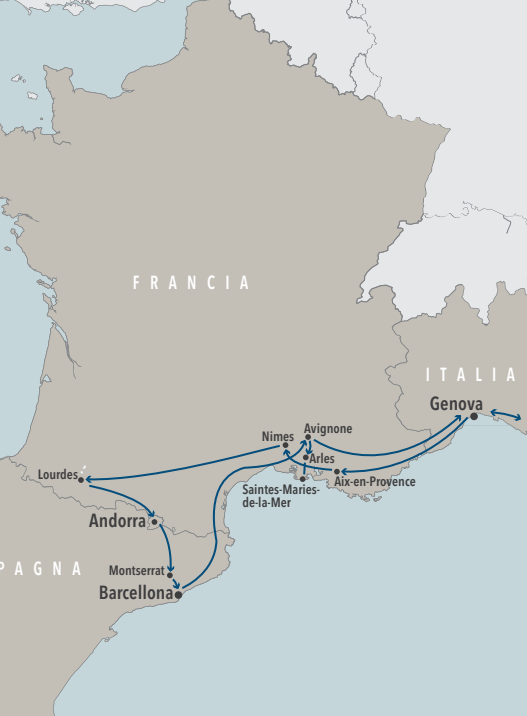 FRANCIA
ITALIA
Genova
Avignone
Nimes
Arles
Lourdes
Aix-en-Provence
Saintes-Maries-
de-la-Mer
Andorra
PAGNA
Montserrat
Barcellona